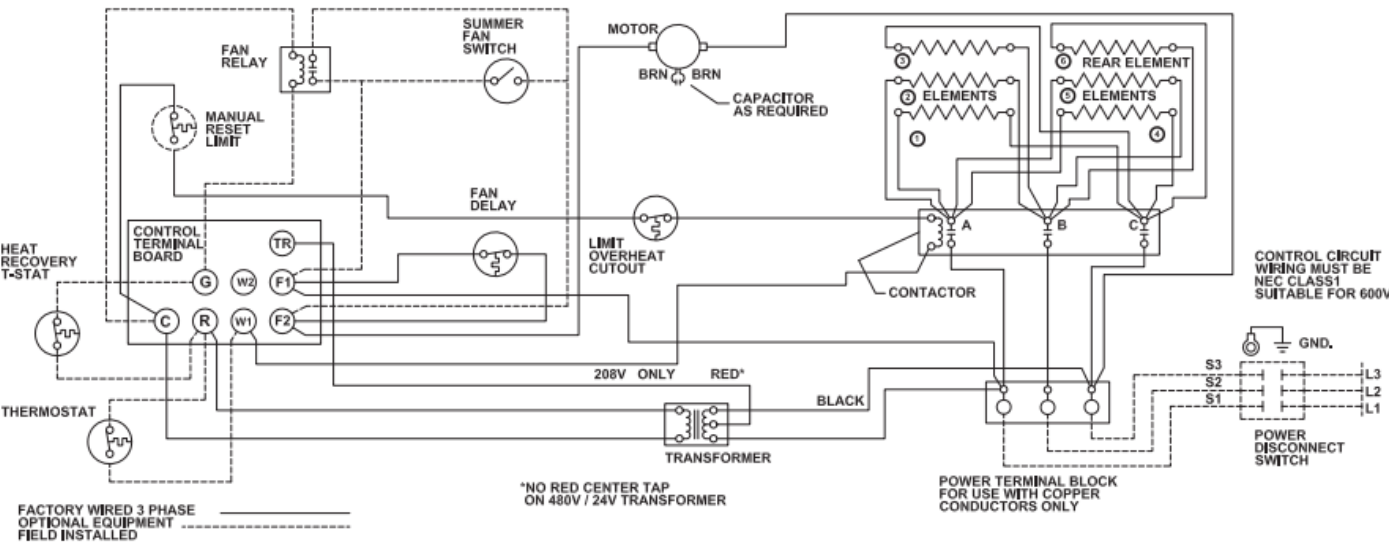 SUMMER
FAN
SWITCH
MOTOR
FAN
RELAY
BRN BRN
CAPACITOR
AS REQUIRED
3
6 REAR ELEMENT
2 ELEMENTS
5 ELEMENTS
1
4
MANUAL
RESET
LIMIT
FAN
DELAY
LIMIT
OVERHEAT
CUTOUT
A B C
CONTACTOR
CONTROL CIRCUIT
WIRING MUST BE
NEC CLASS1
SUITABLE FOR 600V
HEAT
RECOVERY
T-STAT
CONTROL
TERMINAL
BOARD
TR
G W2 F1
C R W1 F2
208V ONLY RED*
BLACK
GND.
S3 L3
S2 L2
S1 L1
THERMOSTAT
TRANSFORMER
POWER
DISCONNECT
SWITCH
*NO RED CENTER TAP
ON 480V / 24V TRANSFORMER
POWER TERMINAL BLOCK
FOR USE WITH COPPER
CONDUCTORS ONLY
FACTORY WIRED 3 PHASE
OPTIONAL EQUIPMENT
FIELD INSTALLED